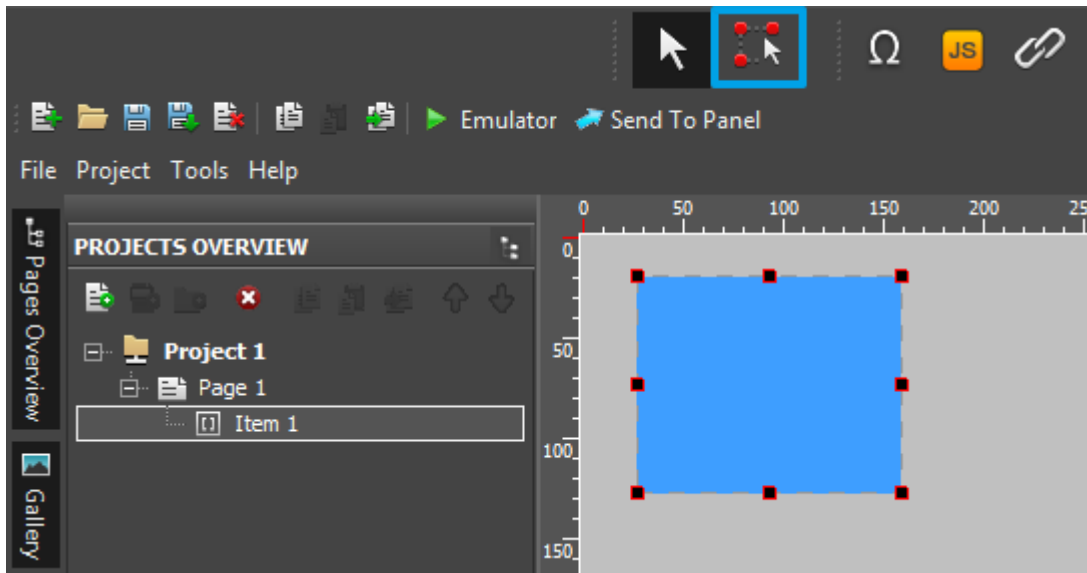 Ω JS
Emulator Send To Panel
File Project Tools Help
0 50 100 150 200 25
Pages Overview
PROJECTS OVERVIEW
Project 1
Page 1
Item 1
Gallery
0
50
100
150